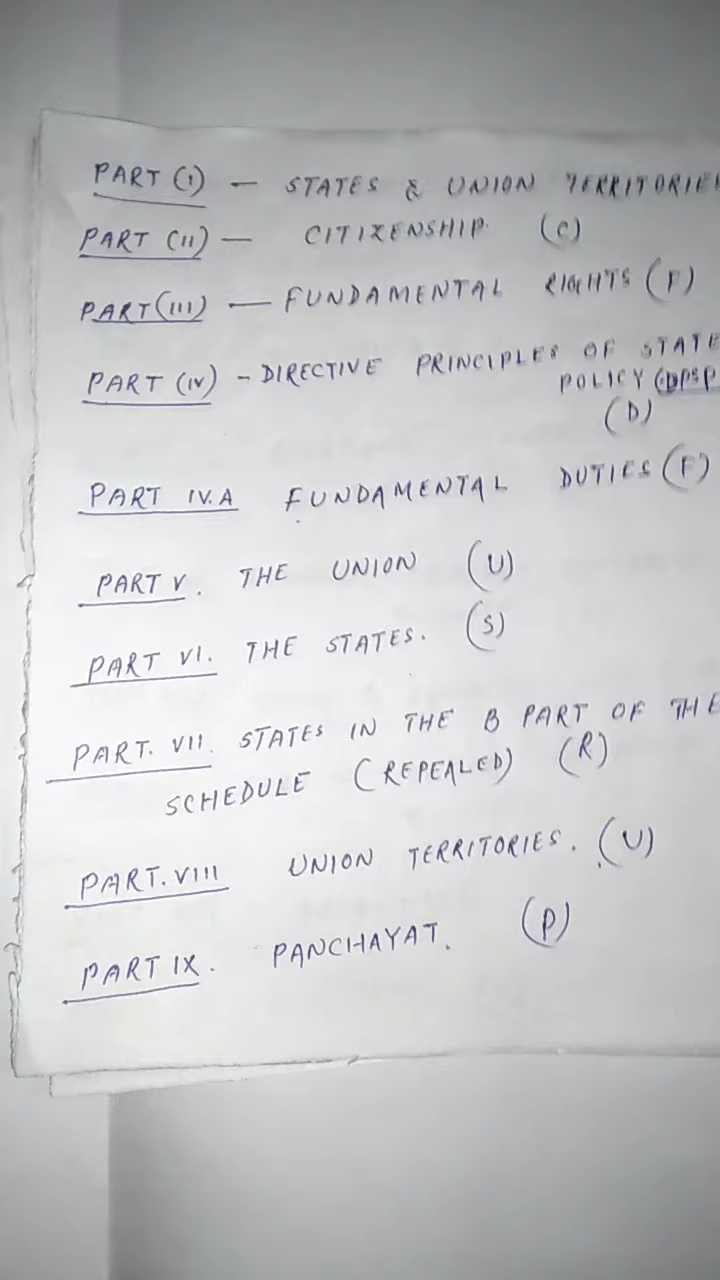 PART (I) — STATES & UNION TERRITORIE
PART (II) — CITIZENSHIP. (C)
PART (III) — FUNDAMENTAL RIGHTS (F)
PART (IV) - DIRECTIVE PRINCIPLES OF STATE
POLICY (DPSP
(D)
PART IV.A FUNDAMENTAL DUTIES (F)
PART V. THE UNION (U)
PART VI. THE STATES. (S)
PART. VII. STATES IN THE B PART OF THE
SCHEDULE (REPEALED) (R)
PART. VIII UNION TERRITORIES. (U)
PART IX. PANCHAYAT. (P)